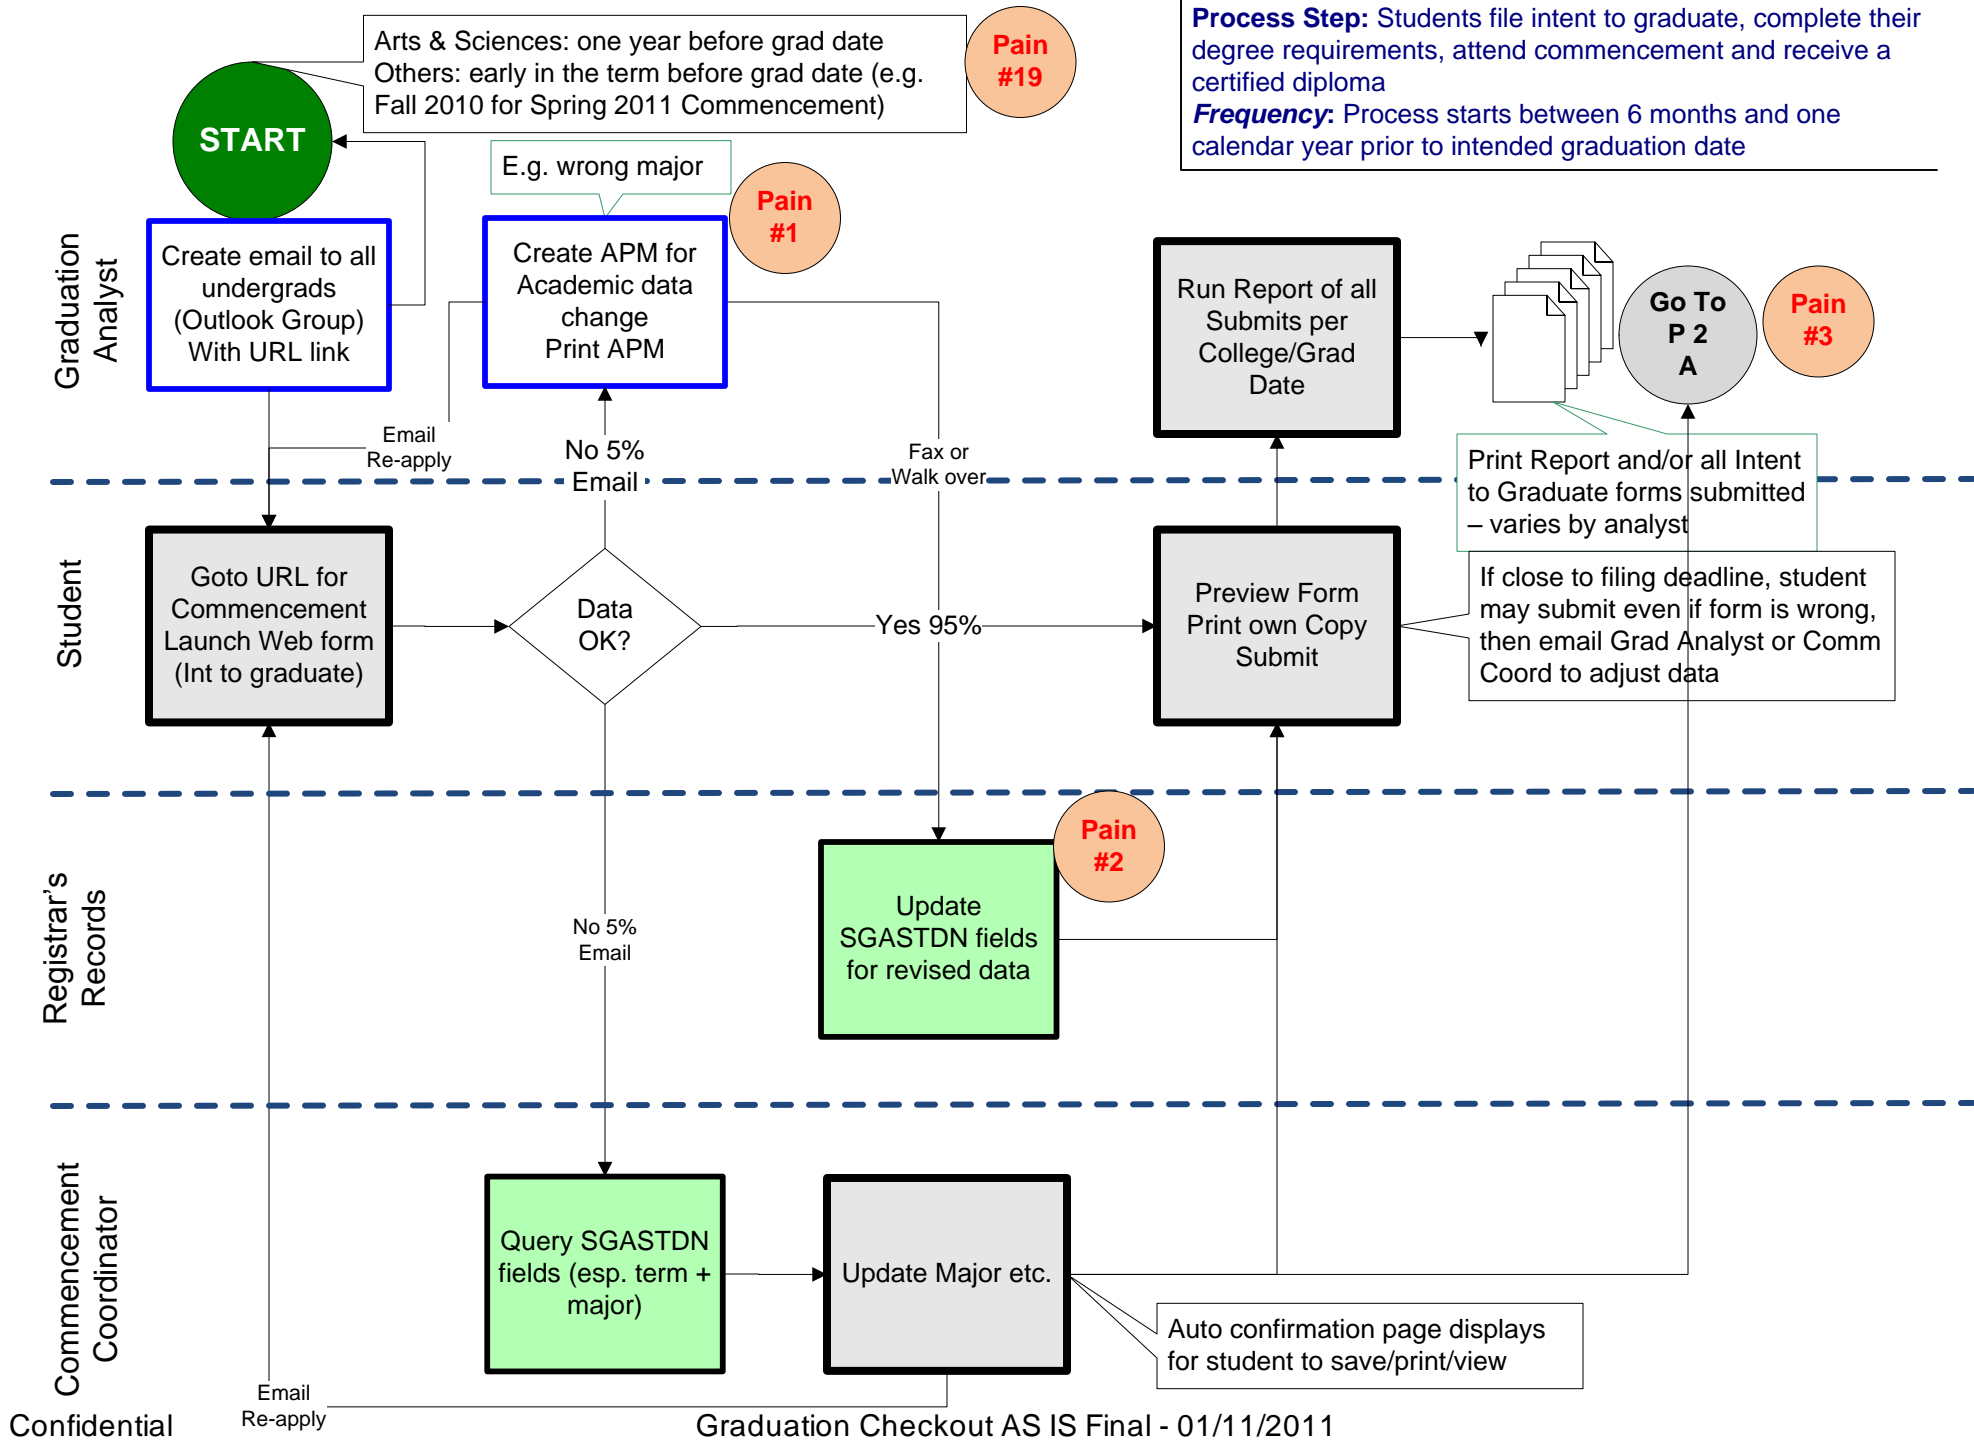 Arts & Sciences: one year before grad date
Others: early in the term before grad date (e.g.
Fall 2010 for Spring 2011 Commencement)
Pain
#19
Process Step: Students file intent to graduate, complete their
degree requirements, attend commencement and receive a
certified diploma
Frequency: Process starts between 6 months and one
calendar year prior to intended graduation date
START
E.g. wrong major
Pain
#1
Graduation
Analyst
Create email to all
undergrads
(Outlook Group)
With URL link
Create APM for
Academic data
change
Print APM
Run Report of all
Submits per
College/Grad
Date
Go To
P 2
A
Pain
#3
Email
Re-apply
No 5%
Email
Fax or
Walk over
Print Report and/or all Intent
to Graduate forms submitted
– varies by analyst
Student
Goto URL for
Commencement
Launch Web form
(Int to graduate)
Data
OK?
Yes 95%
Preview Form
Print own Copy
Submit
If close to filing deadline, student
may submit even if form is wrong,
then email Grad Analyst or Comm
Coord to adjust data
Registrar's
Records
No 5%
Email
Update
SGASTDN fields
for revised data
Pain
#2
Commencement
Coordinator
Query SGASTDN
fields (esp. term +
major)
Update Major etc.
Auto confirmation page displays
for student to save/print/view
Email
Re-apply
Confidential
Graduation Checkout AS IS Final - 01/11/2011